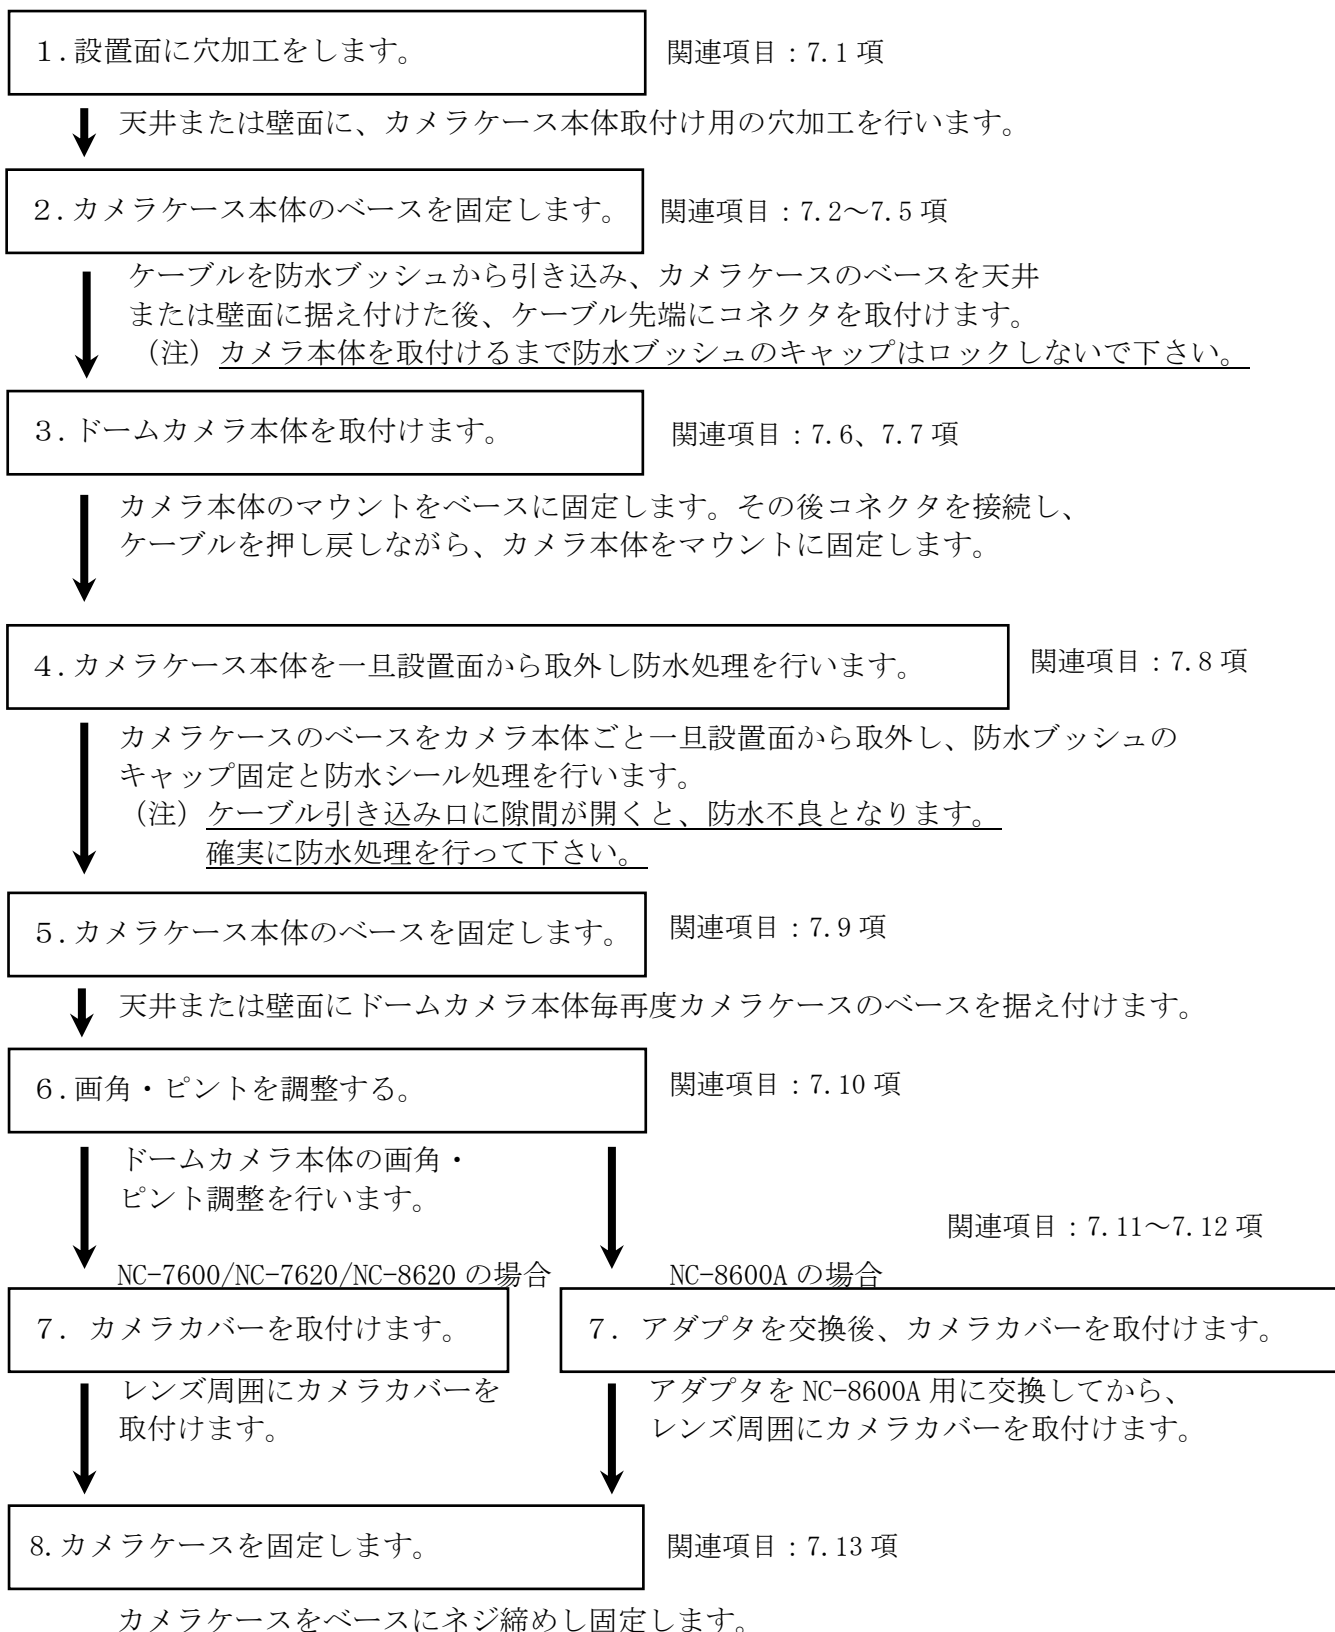 １.設置面に穴加工をします。
関連項目：7.1項
天井または壁面に、カメラケース本体取付け用の穴加工を行います。
２.カメラケース本体のベースを固定します。
関連項目：7.2～7.5項
ケーブルを防水ブッシュから引き込み、カメラケースのベースを天井
または壁面に据え付けた後、ケーブル先端にコネクタを取付けます。
（注）カメラ本体を取付けるまで防水ブッシュのキャップはロックしないで下さい。
３.ドームカメラ本体を取付けます。
関連項目：7.6、7.7項
カメラ本体のマウントをベースに固定します。その後コネクタを接続し、
ケーブルを押し戻しながら、カメラ本体をマウントに固定します。
４.カメラケース本体を一旦設置面から取外し防水処理を行います。
関連項目：7.8項
カメラケースのベースをカメラ本体ごと一旦設置面から取外し、防水ブッシュの
キャップ固定と防水シール処理を行います。
（注）ケーブル引き込み口に隙間が開くと、防水不良となります。
確実に防水処理を行って下さい。
５.カメラケース本体のベースを固定します。
関連項目：7.9項
天井または壁面にドームカメラ本体毎再度カメラケースのベースを据え付けます。
６.画角・ピントを調整する。
関連項目：7.10項
ドームカメラ本体の画角・
ピント調整を行います。
関連項目：7.11～7.12項
NC-7600/NC-7620/NC-8620の場合
NC-8600Aの場合
７. カメラカバーを取付けます。
７. アダプタを交換後、カメラカバーを取付けます。
レンズ周囲にカメラカバーを
取付けます。
アダプタをNC-8600A用に交換してから、
レンズ周囲にカメラカバーを取付けます。
8.カメラケースを固定します。
関連項目：7.13項
カメラケースをベースにネジ締めし固定します。